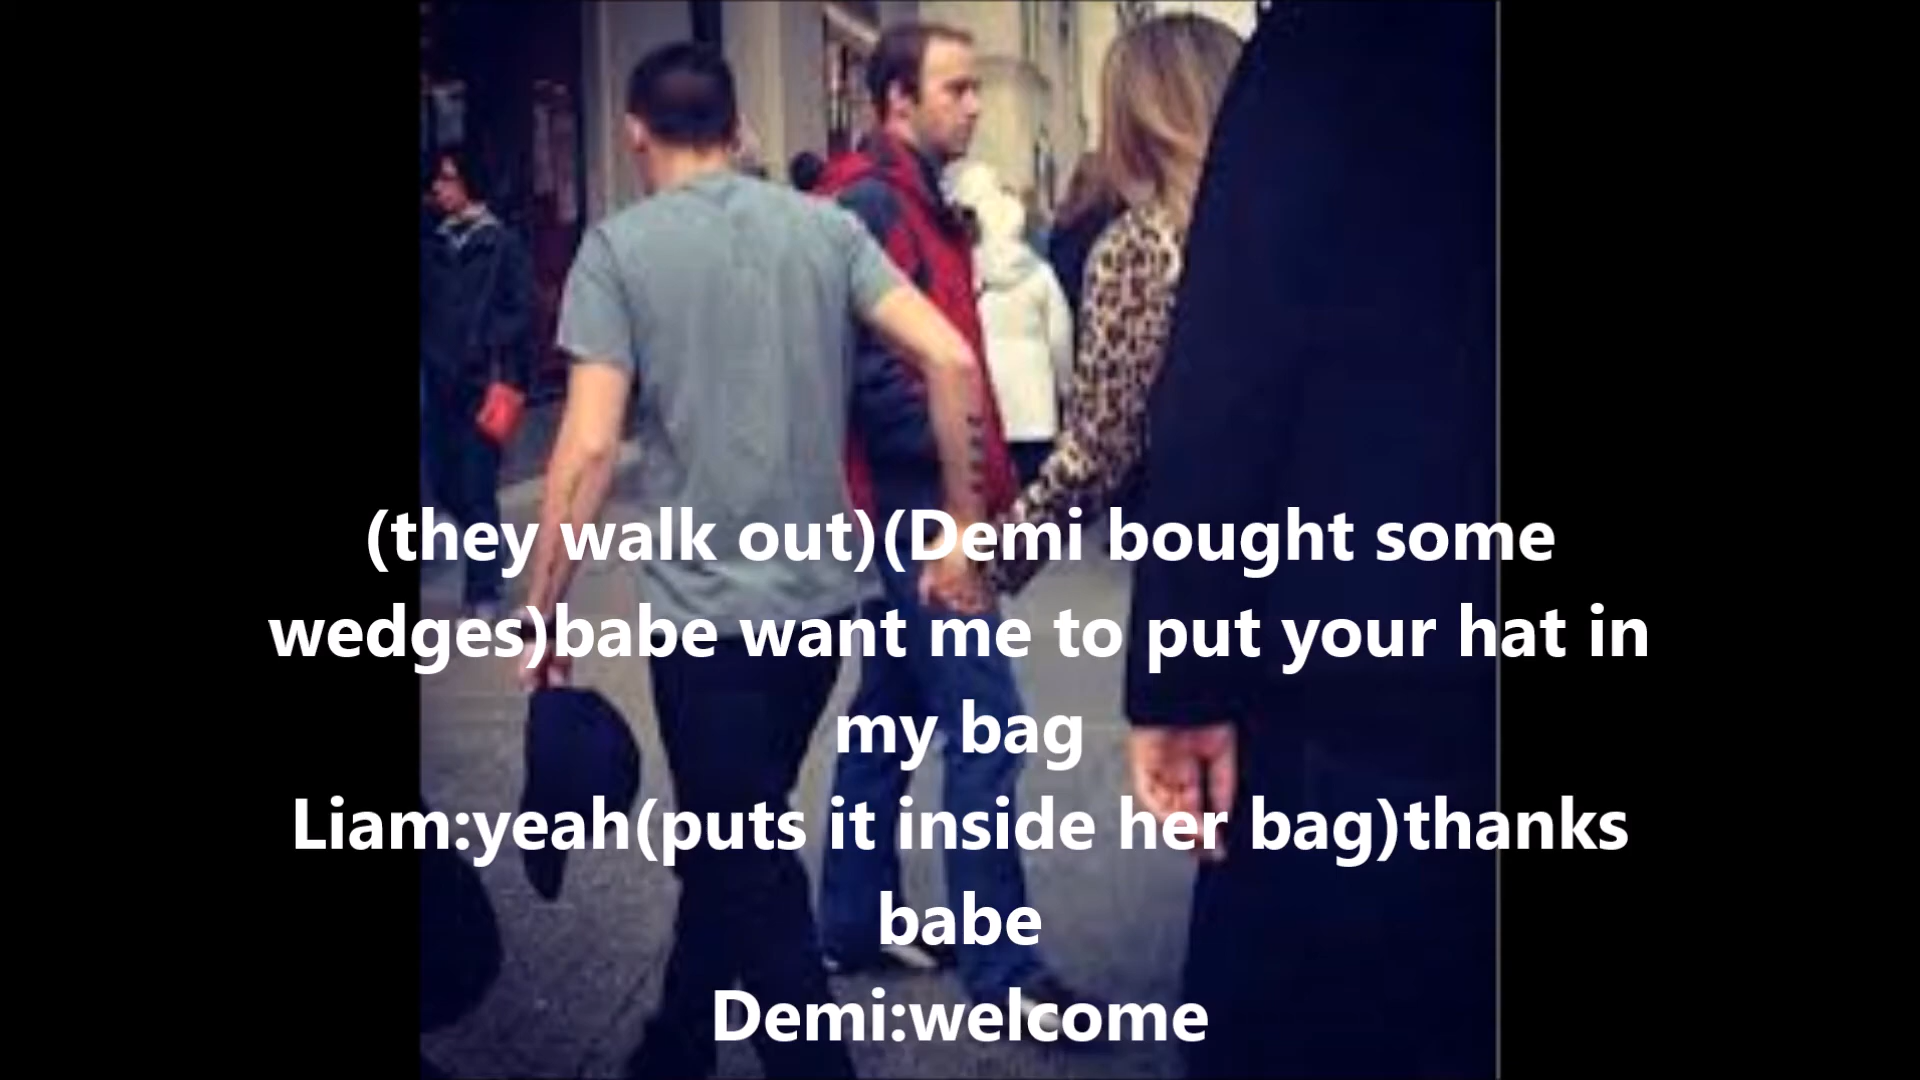 (they walk out)(Demi bought some
wedges)babe want me to put your hat in
my bag
Liam:yeah(puts it inside her bag)thanks
babe
Demi:welcome